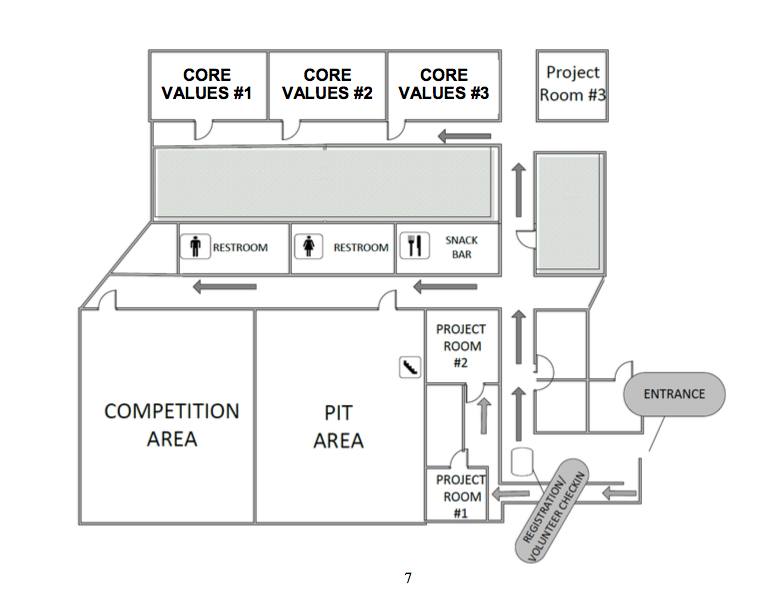 CORE
VALUES #1
CORE
VALUES #2
CORE
VALUES #3
Project
Room #3
RESTROOM
RESTROOM
SNACK
BAR
PROJECT
ROOM
#2
ENTRANCE
COMPETITION
AREA
PIT
AREA
PROJECT
ROOM
#1
REGISTRATION/
VOLUNTEER CHECKIN
7